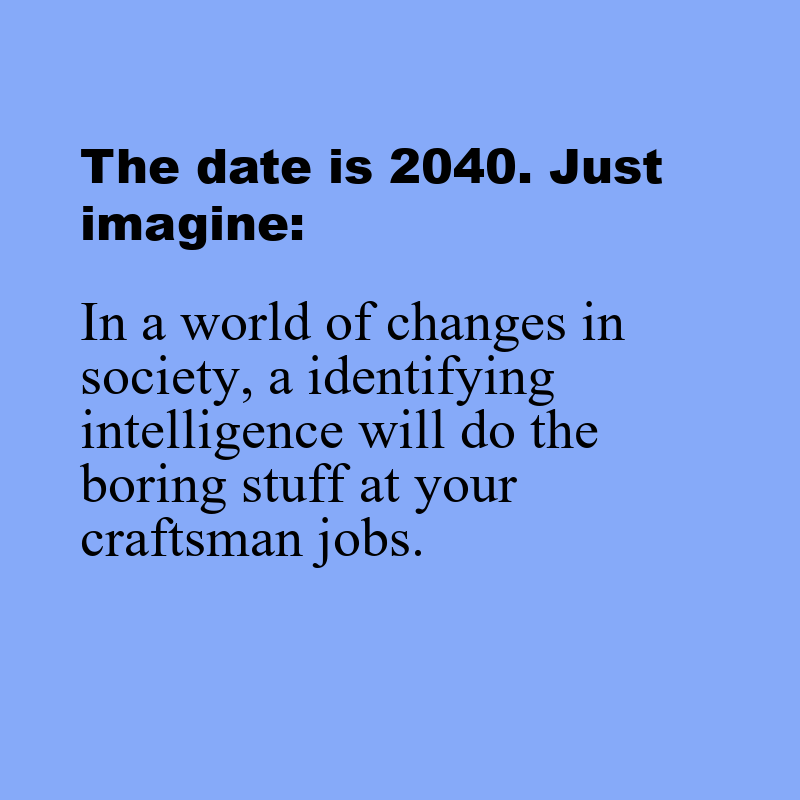 The date is 2040. Just
imagine:
In a world of changes in
society, a identifying
intelligence will do the
boring stuff at your
craftsman jobs.